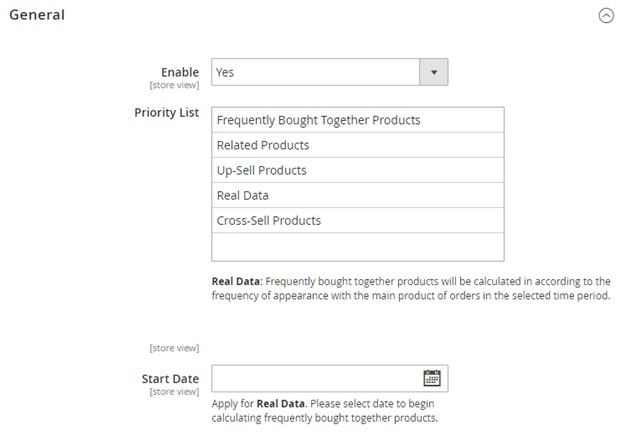 General
Enable
Yes
[store view]
Priority List
Frequently Bought Together Products
Related Products
Up-Sell Products
Real Data
Cross-Sell Products
Real Data: Frequently bought together products will be calculated in according to the
frequency of appearance with the main product of orders in the selected time period.
[store view]
Start Date
[store view]
Apply for Real Data. Please select date to begin
calculating frequently bought together products.